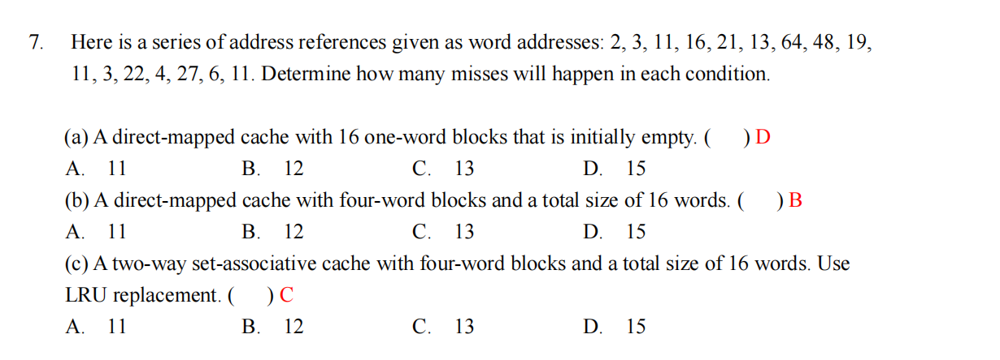 7. Here is a series of address references given as word addresses: 2, 3, 11, 16, 21, 13, 64, 48, 19,
11, 3, 22, 4, 27, 6, 11. Determine how many misses will happen in each condition.
(a) A direct-mapped cache with 16 one-word blocks that is initially empty. ( ) D
A. 11 B. 12 C. 13 D. 15
(b) A direct-mapped cache with four-word blocks and a total size of 16 words. ( ) B
A. 11 B. 12 C. 13 D. 15
(c) A two-way set-associative cache with four-word blocks and a total size of 16 words. Use
LRU replacement. ( ) C
A. 11 B. 12 C. 13 D. 15